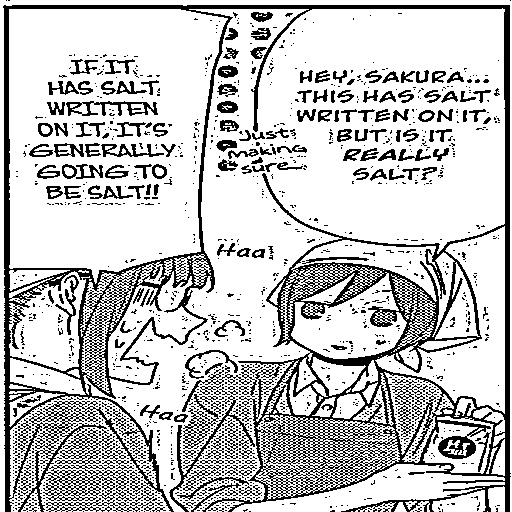 HEY, SAKURA...
THIS HAS SALT
WRITTEN ON IT,
BUT IS IT
REALLY
SALT?
Just
making
sure
IF IT
HAS SALT
WRITTEN
ON IT, IT'S
GENERALLY
GOING TO
BE SALT!!
Haa
Haa